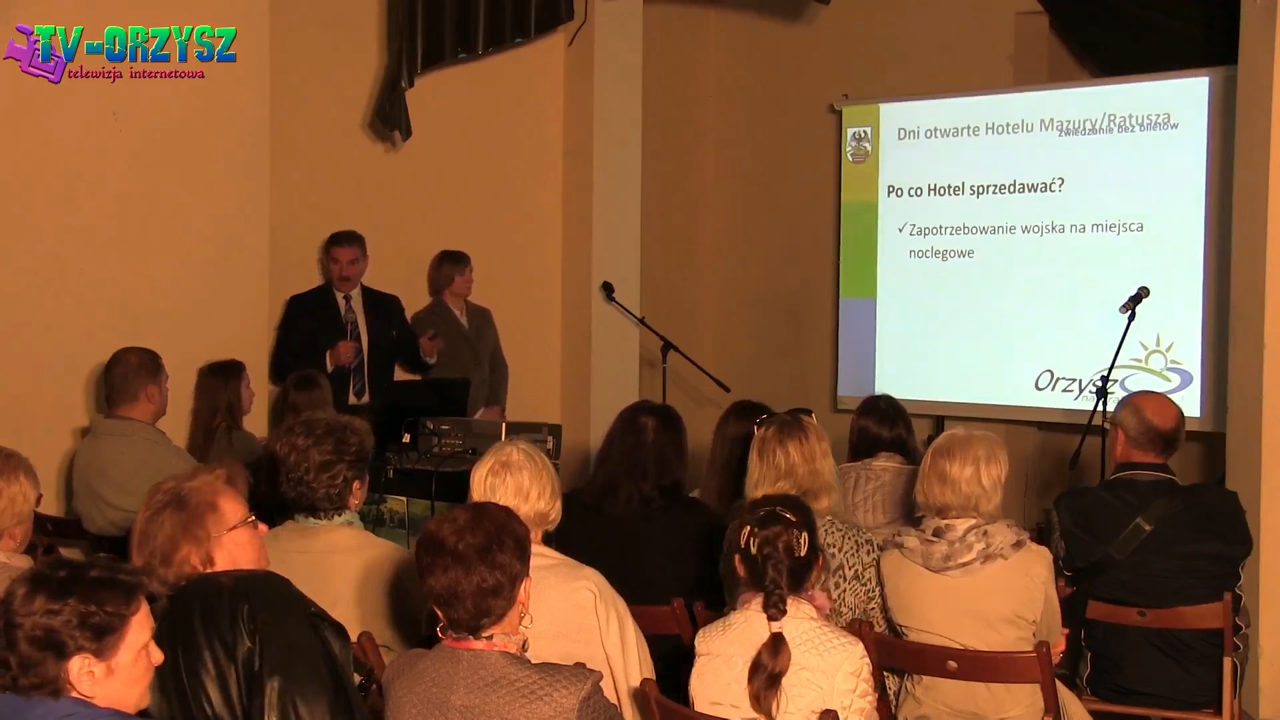 TV-ORZYSZ
telewizja internetowa
Dni otwarte Hotelu Mazury/Ratusza
Zwiedzanie bez biletów
Po co Hotel sprzedawać?
✓Zapotrzebowanie wojska na miejsca
noclegowe
Orzysz